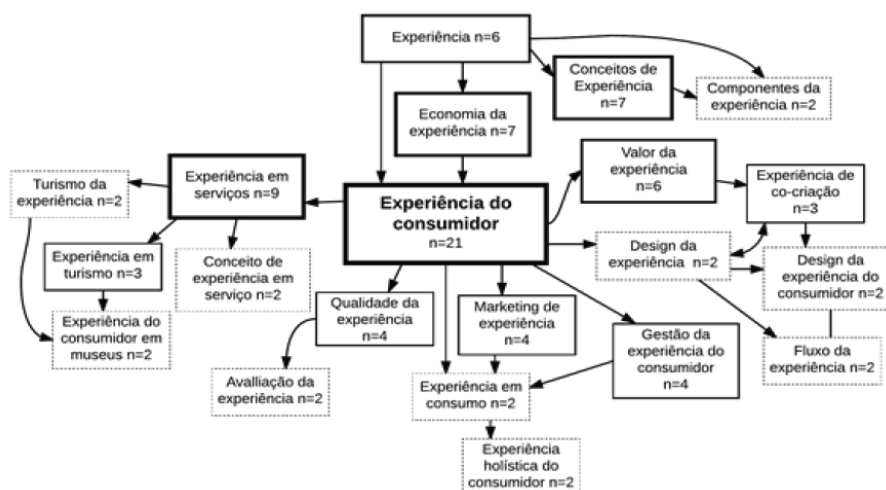 Experiência n=6
Conceitos de
Experiência
n=7
Componentes da
experiência n=2
Economia da
experiência n=7
Valor da
experiência
n=6
Experiência de
co-criação
n=3
Turismo da
experiência n=2
Experiência em
serviços n=9
Experiência do
consumidor
n=21
Experiência em
turismo n=3
Conceito de
experiência em
serviço n=2
Design da
experiência n=2
Design da
experiência do
consumidor n=2
Experiência do
consumidor em
museus n=2
Qualidade da
experiência
n=4
Marketing de
experiência
n=4
Gestão da
experiência do
consumidor
n=4
Fluxo da
experiência n=2
Avalliação da
experiência n=2
Experiência em
consumo n=2
Experiência
holística do
consumidor n=2